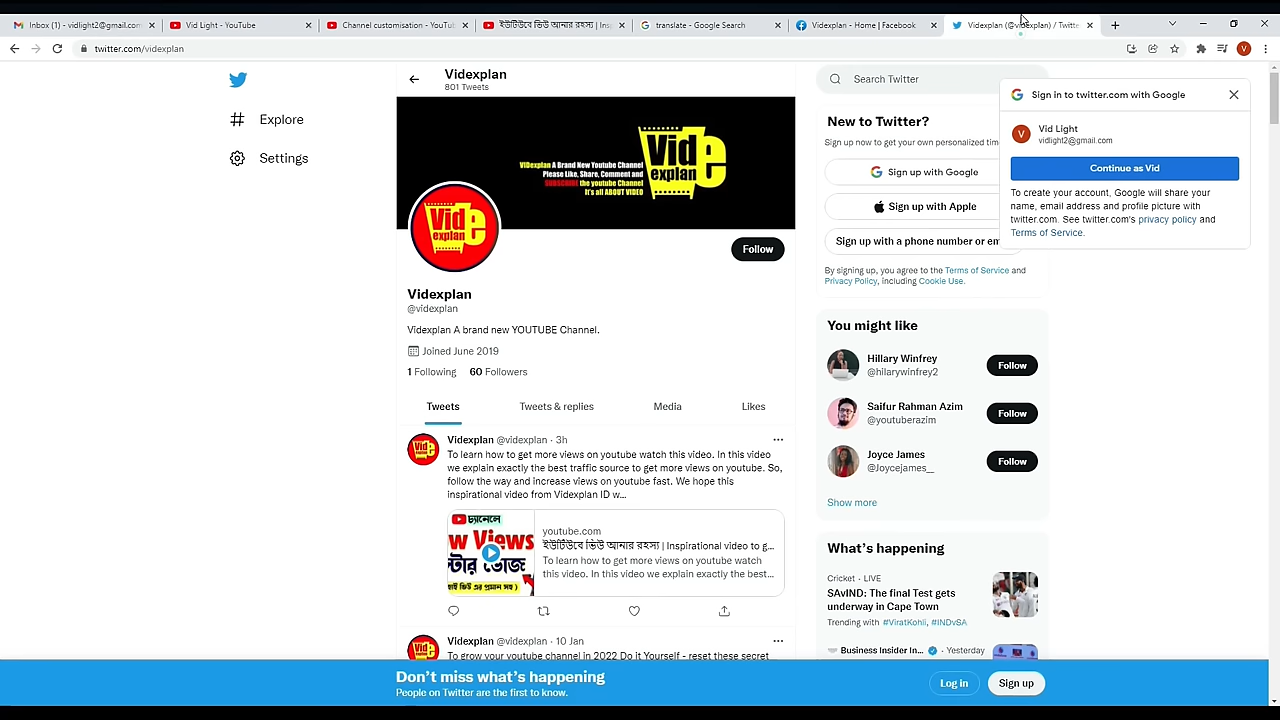 Inbox (1) - vidlight2@gmail.com
Vid Light - YouTube
Channel customisation - YouTu
ইউটিউবে ভিউ আনার রহস্য | Ins
translate - Google Search
Videxplan - Home | Facebook
Videxplan (@videxplan) / Twitte
twitter.com/videxplan
Explore
Settings
Videxplan
801 Tweets
VIDexplan A Brand New Youtube Channel
Please Like, Share, Comment and
SUBSCRIBE the youtube Channel
It's all ABOUT VIDEO
Vid e
explan
Vid e
explan
Follow
Videxplan
@videxplan
Videxplan A brand new YOUTUBE Channel.
Joined June 2019
1 Following 60 Followers
Tweets
Tweets & replies
Media
Likes
Videxplan @videxplan · 3h
To learn how to get more views on youtube watch this video. In this video
we explain exactly the best traffic source to get more views on youtube. So,
follow the way and increase views on youtube fast. We hope this
inspirational video from Videxplan ID w...
চ্যানেলে
w Views
youtube.com
ইউটিউবে ভিউ আনার রহস্য | Inspirational video to g...
To learn how to get more views on youtube watch
this video. In this video we explain exactly the best...
Videxplan @videxplan · 10 Jan
To grow your youtube channel in 2022 Do it Yourself - reset these secret
Search Twitter
New to Twitter?
Sign up now to get your own personalized tim
Sign up with Google
Sign up with Apple
Sign up with a phone number or em
By signing up, you agree to the Terms of Service and
Privacy Policy, including Cookie Use.
Sign in to twitter.com with Google
V
Vid Light
vidlight2@gmail.com
Continue as Vid
To create your account, Google will share your
name, email address and profile picture with
twitter.com. See twitter.com's privacy policy and
Terms of Service.
You might like
Hillary Winfrey
@hilarywinfrey2
Follow
Saifur Rahman Azim
@youtuberazim
Follow
Joyce James
@Joycejames__
Follow
Show more
What's happening
Cricket · LIVE
SAvIND: The final Test gets
underway in Cape Town
Trending with #ViratKohli, #INDvSA
Business Insider In... · Yesterday
Don't miss what's happening
People on Twitter are the first to know.
Log in
Sign up